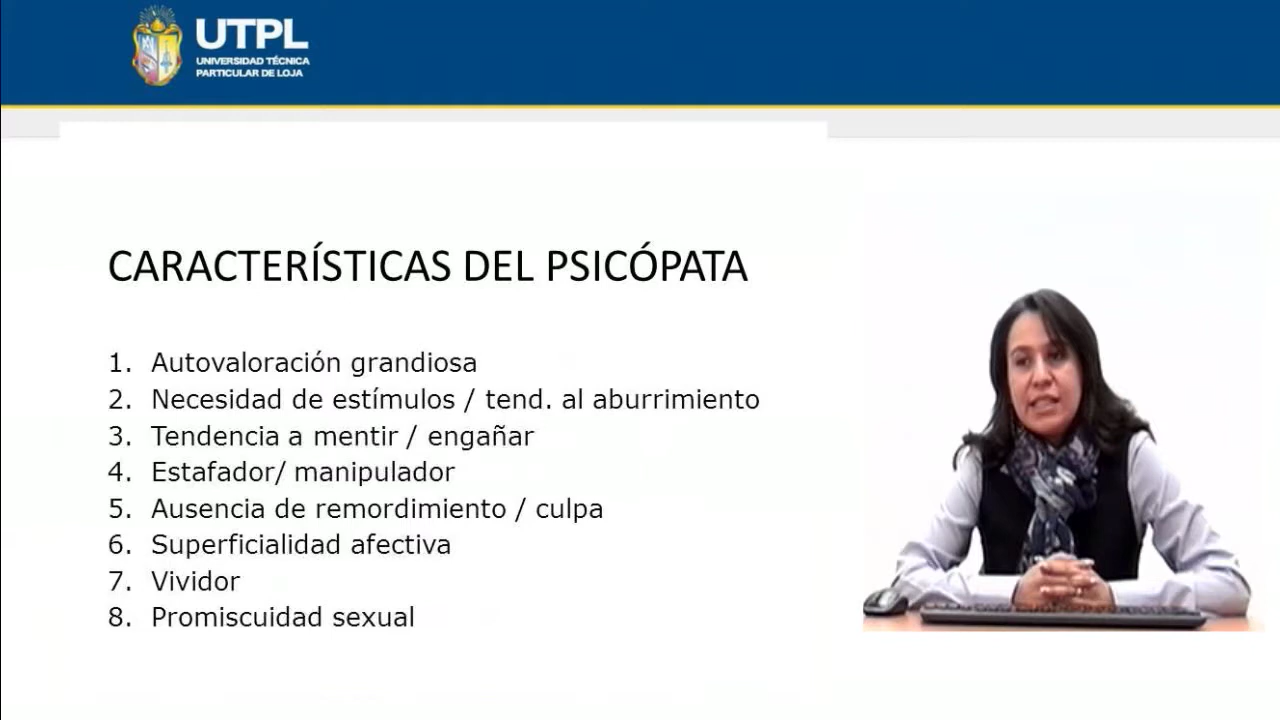 UTPL
UNIVERSIDAD TÉCNICA
PARTICULAR DE LOJA
CARACTERÍSTICAS DEL PSICÓPATA
1. Autovaloración grandiosa
2. Necesidad de estímulos / tend. al aburrimiento
3. Tendencia a mentir / engañar
4. Estafador/ manipulador
5. Ausencia de remordimiento / culpa
6. Superficialidad afectiva
7. Vividor
8. Promiscuidad sexual